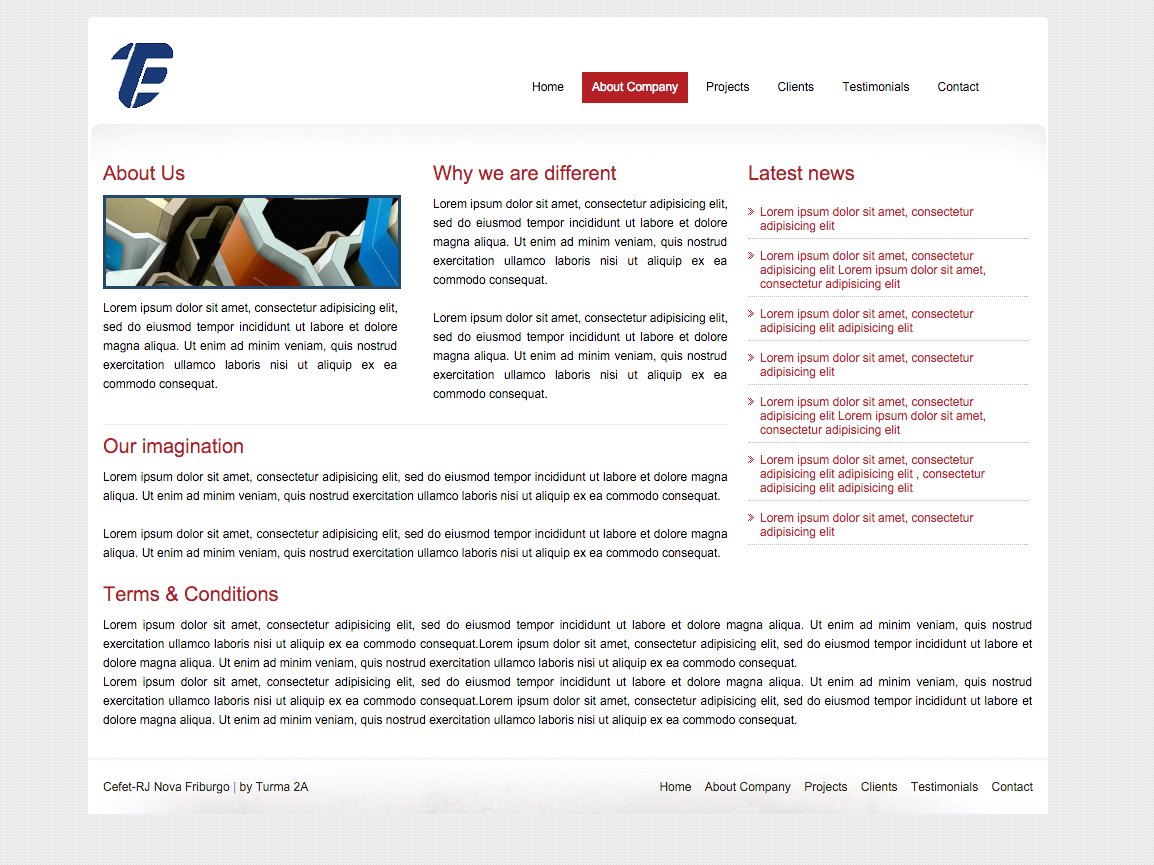 Home About Company Projects Clients Testimonials Contact
About Us
Lorem ipsum dolor sit amet, consectetur adipisicing elit,
sed do eiusmod tempor incididunt ut labore et dolore
magna aliqua. Ut enim ad minim veniam, quis nostrud
exercitation ullamco laboris nisi ut aliquip ex ea
commodo consequat.
Why we are different
Lorem ipsum dolor sit amet, consectetur adipisicing elit,
sed do eiusmod tempor incididunt ut labore et dolore
magna aliqua. Ut enim ad minim veniam, quis nostrud
exercitation ullamco laboris nisi ut aliquip ex ea
commodo consequat.
Lorem ipsum dolor sit amet, consectetur adipisicing elit,
sed do eiusmod tempor incididunt ut labore et dolore
magna aliqua. Ut enim ad minim veniam, quis nostrud
exercitation ullamco laboris nisi ut aliquip ex ea
commodo consequat.
Our imagination
Lorem ipsum dolor sit amet, consectetur adipisicing elit, sed do eiusmod tempor incididunt ut labore et dolore magna
aliqua. Ut enim ad minim veniam, quis nostrud exercitation ullamco laboris nisi ut aliquip ex ea commodo consequat.
Lorem ipsum dolor sit amet, consectetur adipisicing elit, sed do eiusmod tempor incididunt ut labore et dolore magna
aliqua. Ut enim ad minim veniam, quis nostrud exercitation ullamco laboris nisi ut aliquip ex ea commodo consequat.
Latest news
Lorem ipsum dolor sit amet, consectetur
adipisicing elit
Lorem ipsum dolor sit amet, consectetur
adipisicing elit Lorem ipsum dolor sit amet,
consectetur adipisicing elit
Lorem ipsum dolor sit amet, consectetur
adipisicing elit adipisicing elit
Lorem ipsum dolor sit amet, consectetur
adipisicing elit
Lorem ipsum dolor sit amet, consectetur
adipisicing elit Lorem ipsum dolor sit amet,
consectetur adipisicing elit
Lorem ipsum dolor sit amet, consectetur
adipisicing elit adipisicing elit , consectetur
adipisicing elit adipisicing elit
Lorem ipsum dolor sit amet, consectetur
adipisicing elit
Terms & Conditions
Lorem ipsum dolor sit amet, consectetur adipisicing elit, sed do eiusmod tempor incididunt ut labore et dolore magna aliqua. Ut enim ad minim veniam, quis nostrud
exercitation ullamco laboris nisi ut aliquip ex ea commodo consequat.Lorem ipsum dolor sit amet, consectetur adipisicing elit, sed do eiusmod tempor incididunt ut labore et
dolore magna aliqua. Ut enim ad minim veniam, quis nostrud exercitation ullamco laboris nisi ut aliquip ex ea commodo consequat.
Lorem ipsum dolor sit amet, consectetur adipisicing elit, sed do eiusmod tempor incididunt ut labore et dolore magna aliqua. Ut enim ad minim veniam, quis nostrud
exercitation ullamco laboris nisi ut aliquip ex ea commodo consequat.Lorem ipsum dolor sit amet, consectetur adipisicing elit, sed do eiusmod tempor incididunt ut labore et
dolore magna aliqua. Ut enim ad minim veniam, quis nostrud exercitation ullamco laboris nisi ut aliquip ex ea commodo consequat.
Cefet-RJ Nova Friburgo | by Turma 2A
Home About Company Projects Clients Testimonials Contact